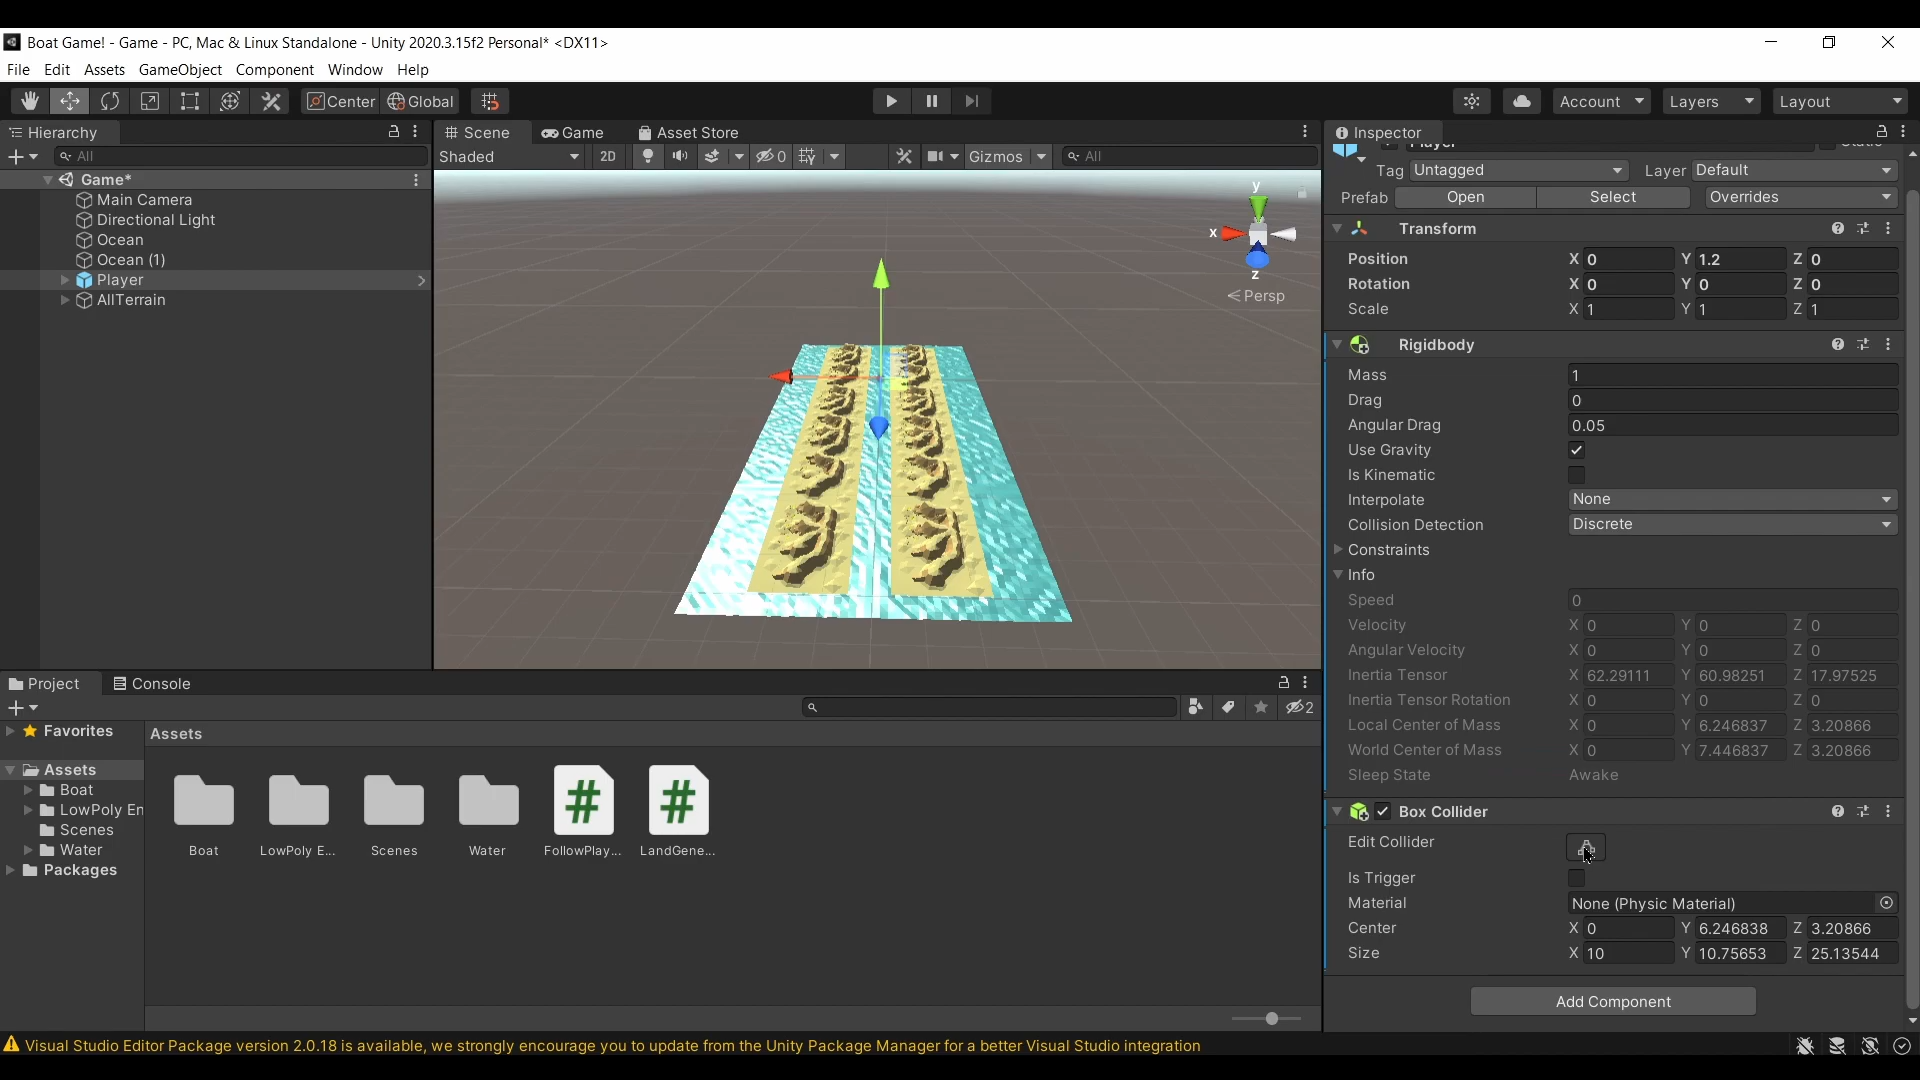 Boat Game! - Game - PC, Mac & Linux Standalone - Unity 2020.3.15f2 Personal* <DX11>
File Edit Assets GameObject Component Window Help
Center Global Account Layers Layout
Hierarchy
All
Game*
Main Camera
Directional Light
Ocean
Ocean (1)
Player
AllTerrain
Scene Game Asset Store
Shaded 2D 0 Gizmos All
y
x
z
Persp
Project Console
2
Favorites
Assets
Boat
LowPoly En
Scenes
Water
Packages
Assets
Boat LowPoly E... Scenes Water FollowPlay... LandGene...
Inspector
Tag Untagged Layer Default
Prefab Open Select Overrides
Transform
Position X 0 Y 1.2 Z 0
Rotation X 0 Y 0 Z 0
Scale X 1 Y 1 Z 1
Rigidbody
Mass 1
Drag 0
Angular Drag 0.05
Use Gravity
Is Kinematic
Interpolate None
Collision Detection Discrete
Constraints
Info
Speed 0
Velocity X 0 Y 0 Z 0
Angular Velocity X 0 Y 0 Z 0
Inertia Tensor X 62.29111 Y 60.98251 Z 17.97525
Inertia Tensor Rotation X 0 Y 0 Z 0
Local Center of Mass X 0 Y 6.246837 Z 3.20866
World Center of Mass X 0 Y 7.446837 Z 3.20866
Sleep State Awake
Box Collider
Edit Collider
Is Trigger
Material None (Physic Material)
Center X 0 Y 6.246838 Z 3.20866
Size X 10 Y 10.75653 Z 25.13544
Add Component
Visual Studio Editor Package version 2.0.18 is available, we strongly encourage you to update from the Unity Package Manager for a better Visual Studio integration